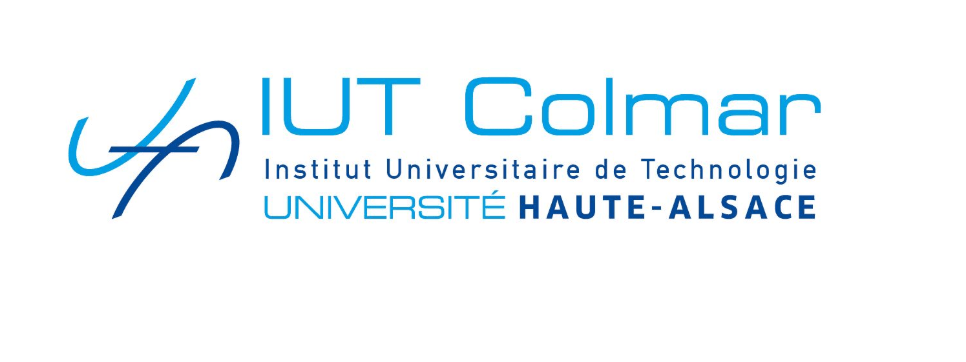 IUT Colmar
Institut Universitaire de Technologie
UNIVERSITÉ HAUTE-ALSACE